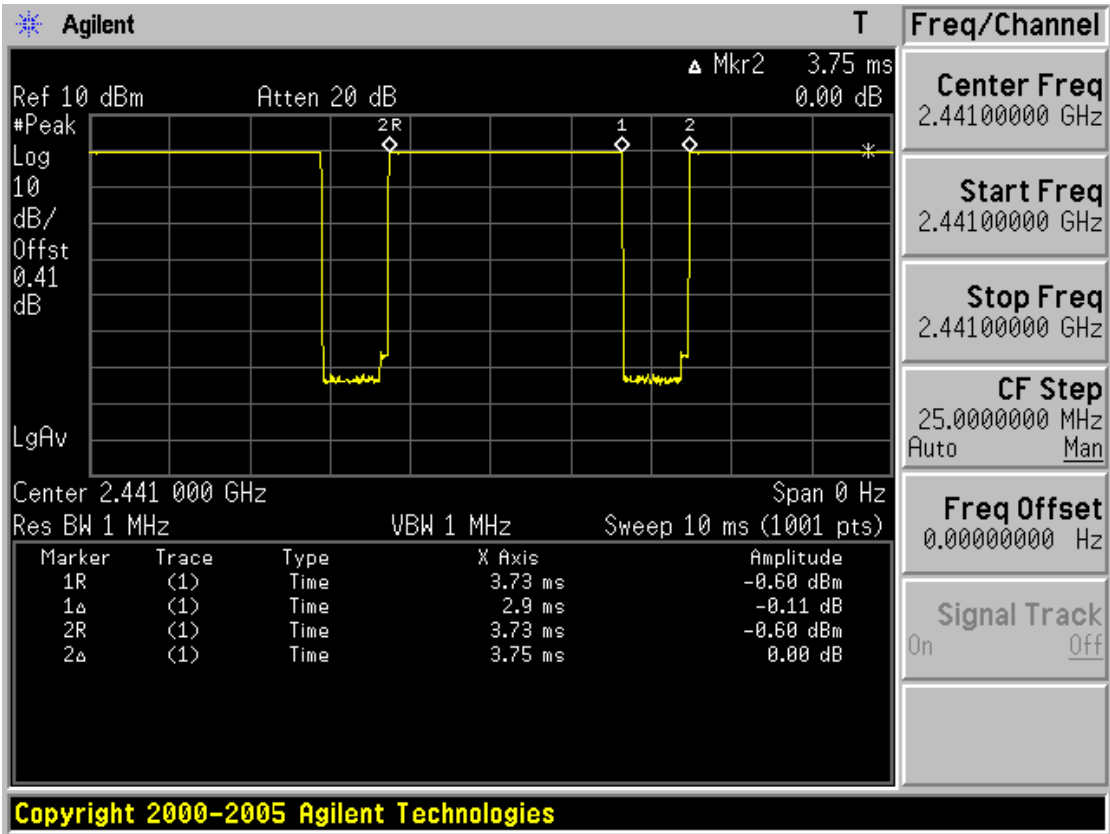 Agilent T
Δ Mkr2 3.75 ms
Ref 10 dBm Atten 20 dB 0.00 dB
#Peak
Log
10
dB/
Offst
0.41
dB
LgAv
2R 1 2
Center 2.441 000 GHz Span 0 Hz
Res BW 1 MHz VBW 1 MHz Sweep 10 ms (1001 pts)
Marker Trace Type X Axis Amplitude
1R (1) Time 3.73 ms -0.60 dBm
1Δ (1) Time 2.9 ms -0.11 dB
2R (1) Time 3.73 ms -0.60 dBm
2Δ (1) Time 3.75 ms 0.00 dB
Copyright 2000-2005 Agilent Technologies
Freq/Channel
Center Freq
2.44100000 GHz
Start Freq
2.44100000 GHz
Stop Freq
2.44100000 GHz
CF Step
25.0000000 MHz
Auto Man
Freq Offset
0.00000000 Hz
Signal Track
On Off